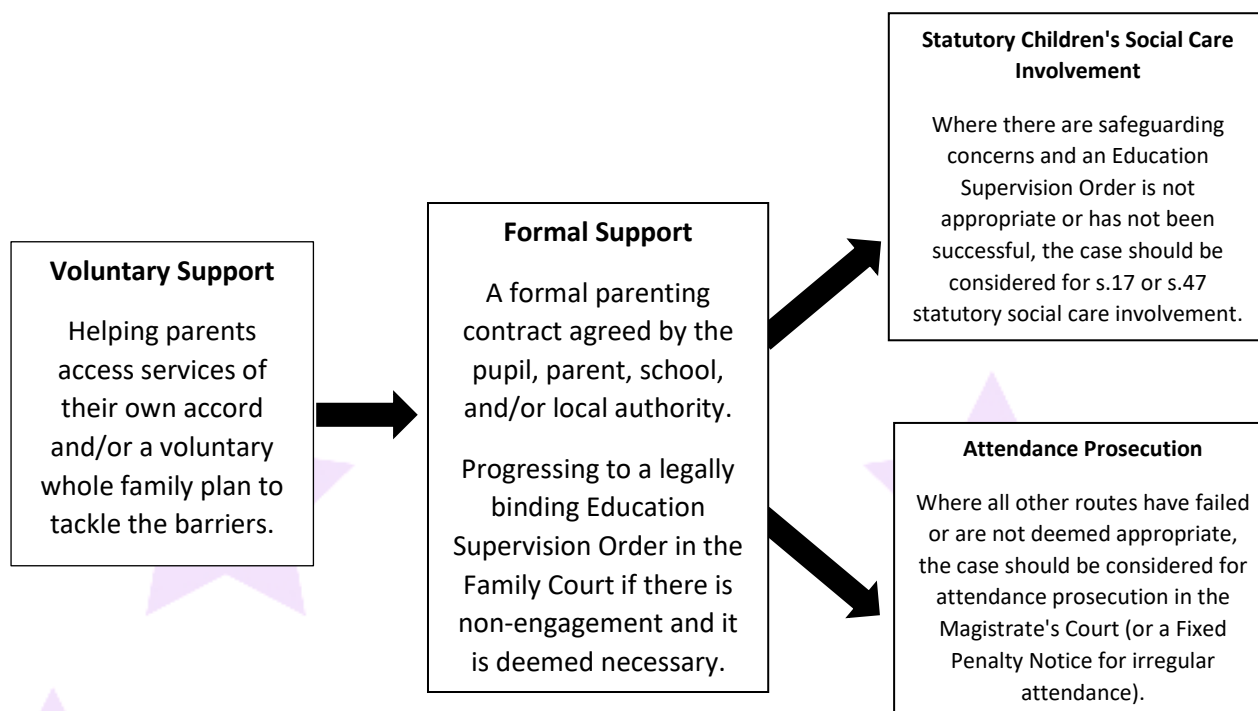 Voluntary Support
Helping parents
access services of
their own accord
and/or a voluntary
whole family plan to
tackle the barriers.
Formal Support
A formal parenting
contract agreed by the
pupil, parent, school,
and/or local authority.
Progressing to a legally
binding Education
Supervision Order in the
Family Court if there is
non-engagement and it
is deemed necessary.
Statutory Children's Social Care
Involvement
Where there are safeguarding
concerns and an Education
Supervision Order is not
appropriate or has not been
successful, the case should be
considered for s.17 or s.47
statutory social care involvement.
Attendance Prosecution
Where all other routes have failed
or are not deemed appropriate,
the case should be considered for
attendance prosecution in the
Magistrate's Court (or a Fixed
Penalty Notice for irregular
attendance).